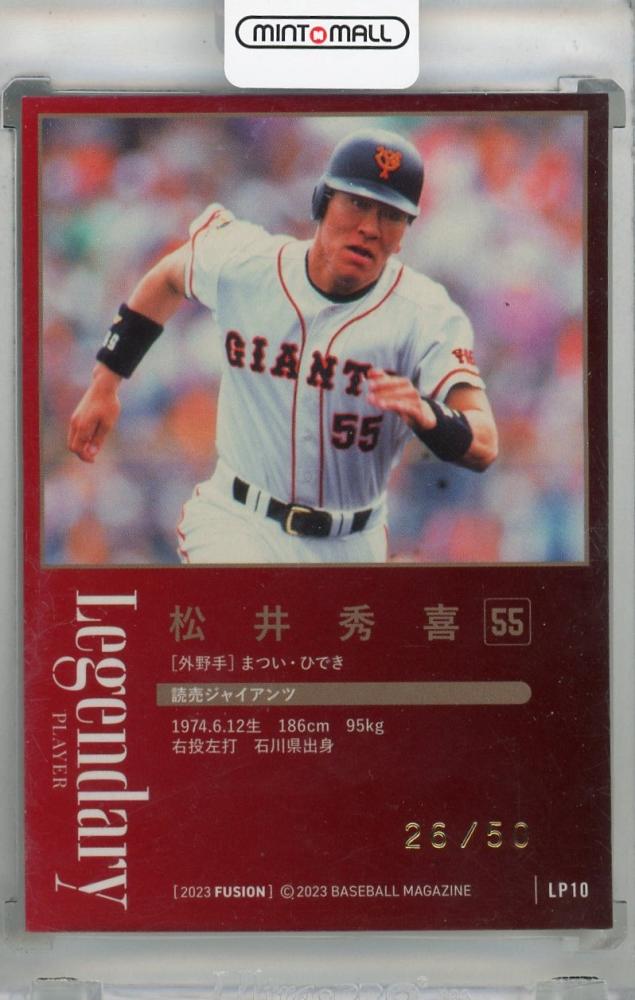 MINT MALL
GIANTS
55
Legendary
PLAYER
松井秀喜 55
[外野手] まつい・ひでき
読売ジャイアンツ
1974.6.12生 186cm 95kg
右投左打 石川県出身
26/50
[2023 FUSION] ©2023 BASEBALL MAGAZINE
LP10